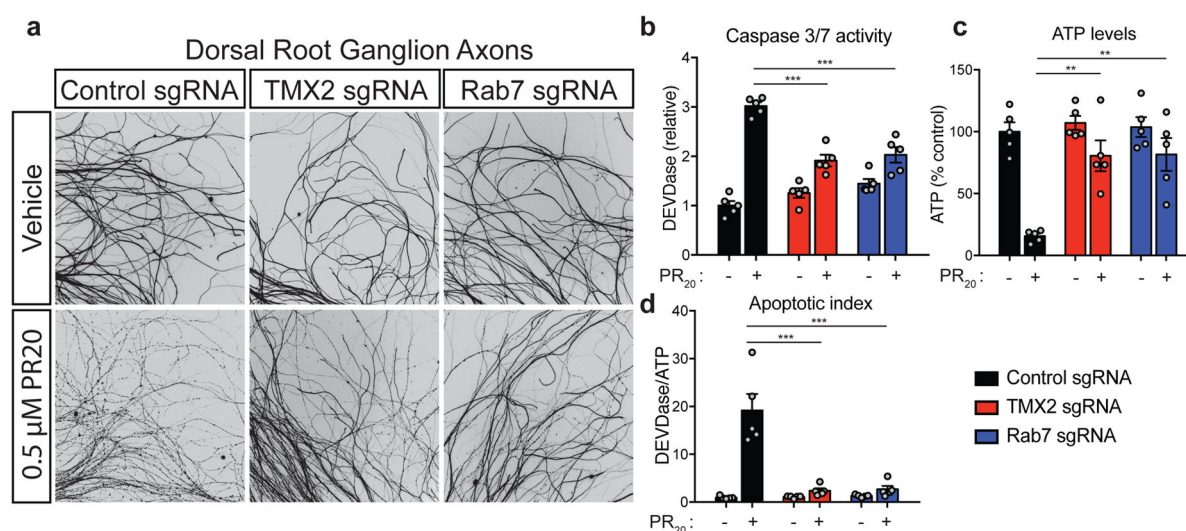 a
Dorsal Root Ganglion Axons
Control sgRNA TMX2 sgRNA Rab7 sgRNA
Vehicle
0.5 µM PR20
b
Caspase 3/7 activity
***
***
DEVDase (relative)
4
3
2
1
0
PR20 : - + - + - +
c
ATP levels
**
**
ATP (% control)
150
100
50
0
PR20 : - + - + - +
d
Apoptotic index
***
***
DEVDase/ATP
40
30
20
10
0
PR20 : - + - + - +
Control sgRNA
TMX2 sgRNA
Rab7 sgRNA